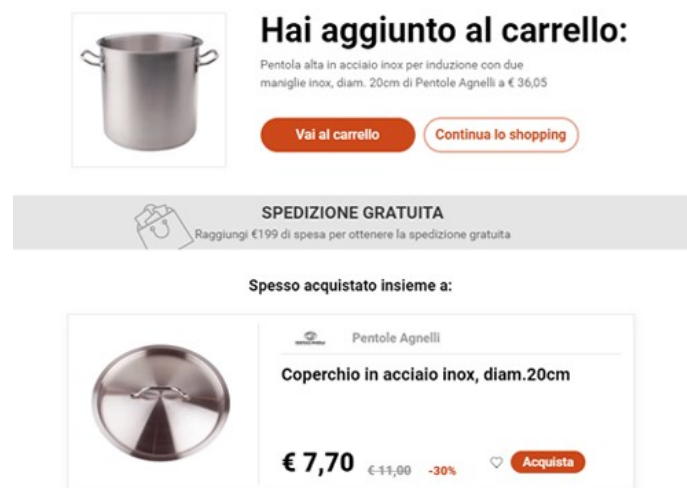 Hai aggiunto al carrello:
Pentola alta in acciaio inox per induzione con due
maniglie inox, diam. 20cm di Pentole Agnelli a € 36,05
Vai al carrello
Continua lo shopping
SPEDIZIONE GRATUITA
Raggiungi €199 di spesa per ottenere la spedizione gratuita
Spesso acquistato insieme a:
Pentole Agnelli
Coperchio in acciaio inox, diam.20cm
€ 7,70 € 11,00 -30% Acquista